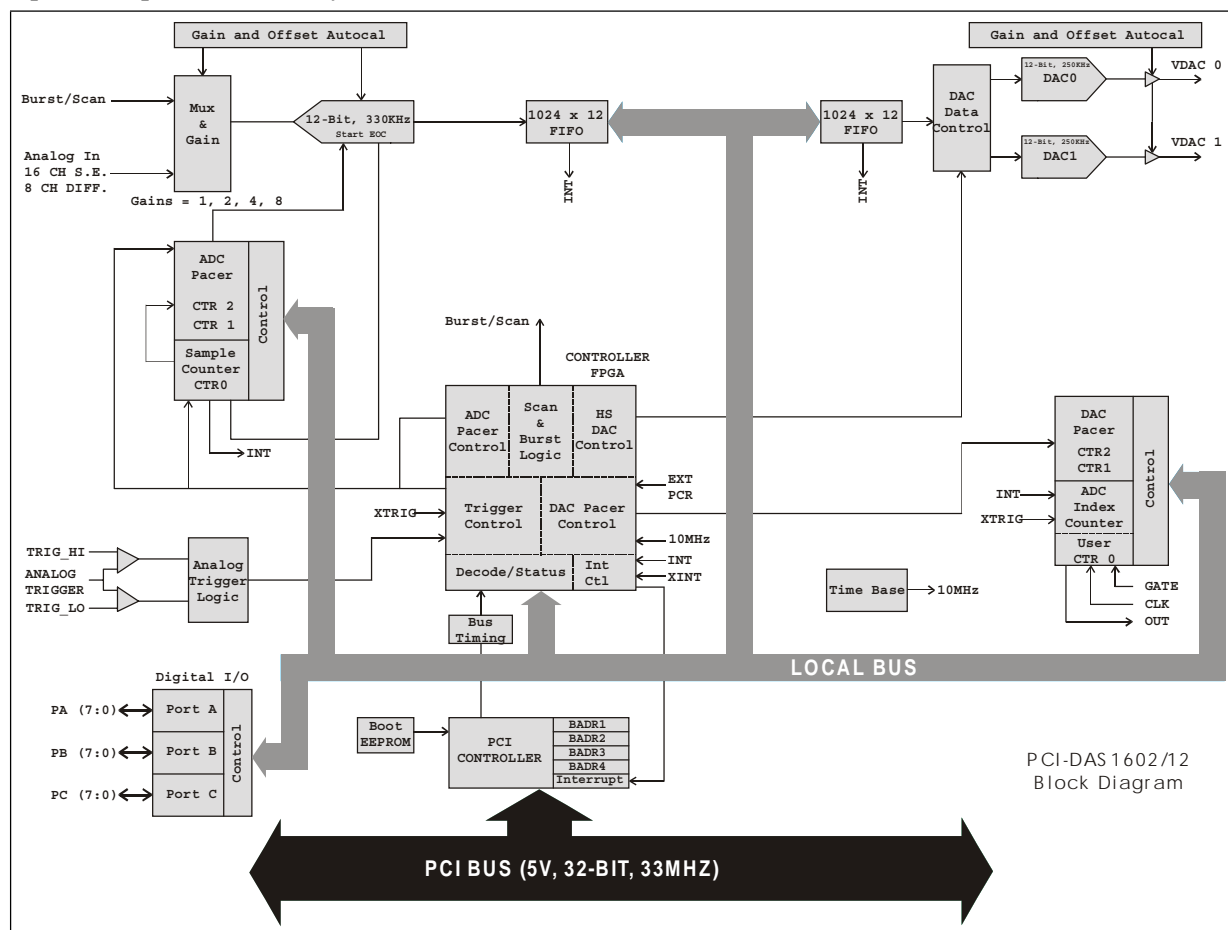 Gain and Offset Autocal
Burst/Scan
Mux
&
Gain
12-Bit, 330KHz
Start EOC
1024 x 12
FIFO
INT
Analog In
16 CH S.E.
8 CH DIFF.
Gains = 1, 2, 4, 8
1024 x 12
FIFO
INT
Gain and Offset Autocal
DAC
Data
Control
12-Bit, 250KHz
DAC0
VDAC 0
12-Bit, 250KHz
DAC1
VDAC 1
ADC
Pacer
CTR 2
CTR 1
Sample
Counter
CTR0
Control
INT
Burst/Scan
CONTROLLER
FPGA
ADC
Pacer
Control
Scan
&
Burst
Logic
HS
DAC
Control
Trigger
Control
DAC Pacer
Control
Decode/Status
Int
Ctl
XTRIG
EXT
PCR
10MHz
INT
XINT
DAC
Pacer
CTR2
CTR1
ADC
Index
Counter
User
CTR 0
Control
INT
XTRIG
GATE
CLK
OUT
TRIG_HI
ANALOG
TRIGGER
TRIG_LO
Analog
Trigger
Logic
Time Base
10MHz
Bus
Timing
LOCAL BUS
Digital I/O
PA (7:0)
Port A
PB (7:0)
Port B
PC (7:0)
Port C
Control
Boot
EEPROM
PCI
CONTROLLER
BADR1
BADR2
BADR3
BADR4
Interrupt
PCI-DAS1602/12
Block Diagram
PCI BUS (5V, 32-BIT, 33MHZ)